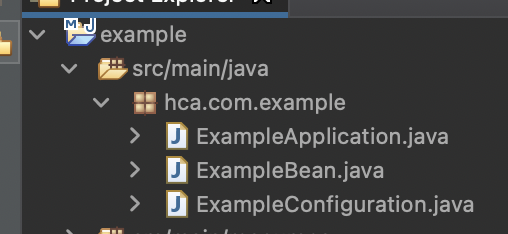 Project Explorer
example
src/main/java
hca.com.example
ExampleApplication.java
ExampleBean.java
ExampleConfiguration.java